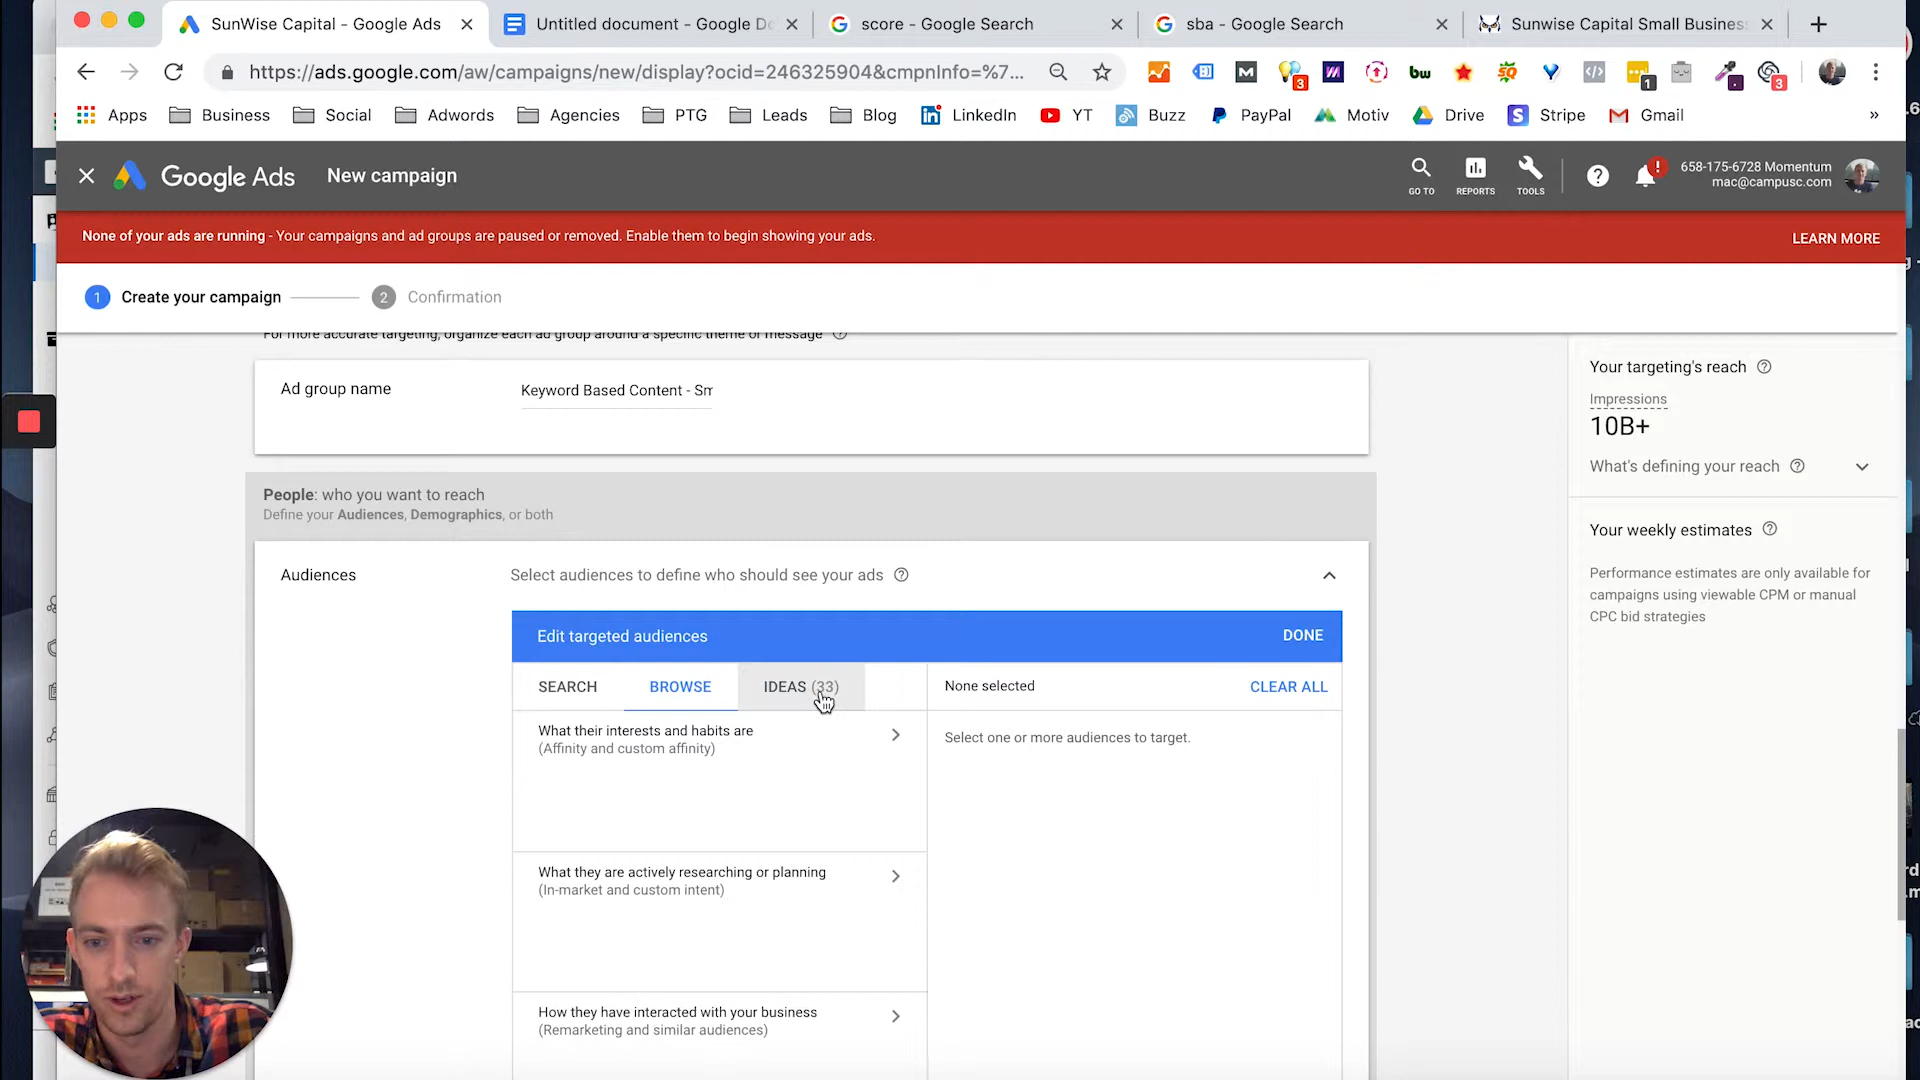 SunWise Capital - Google Ads
Untitled document - Google D
score - Google Search
sba - Google Search
Sunwise Capital Small Busines
https://ads.google.com/aw/campaigns/new/display?ocid=246325904&cmpnInfo=%7...
Apps
Business
Social
Adwords
Agencies
PTG
Leads
Blog
LinkedIn
YT
Buzz
PayPal
Motiv
Drive
Stripe
Gmail
»
Google Ads
New campaign
GO TO
REPORTS
TOOLS
658-175-6728 Momentum
mac@campusc.com
None of your ads are running - Your campaigns and ad groups are paused or removed. Enable them to begin showing your ads.
LEARN MORE
1 Create your campaign
2 Confirmation
For more accurate targeting, organize each ad group around a specific theme or message
Ad group name
Keyword Based Content - Sm
People: who you want to reach
Define your Audiences, Demographics, or both
Audiences
Select audiences to define who should see your ads
Edit targeted audiences
DONE
SEARCH
BROWSE
IDEAS (33)
None selected
CLEAR ALL
What their interests and habits are
(Affinity and custom affinity)
Select one or more audiences to target.
What they are actively researching or planning
(In-market and custom intent)
How they have interacted with your business
(Remarketing and similar audiences)
Your targeting's reach
Impressions
10B+
What's defining your reach
Your weekly estimates
Performance estimates are only available for
campaigns using viewable CPM or manual
CPC bid strategies